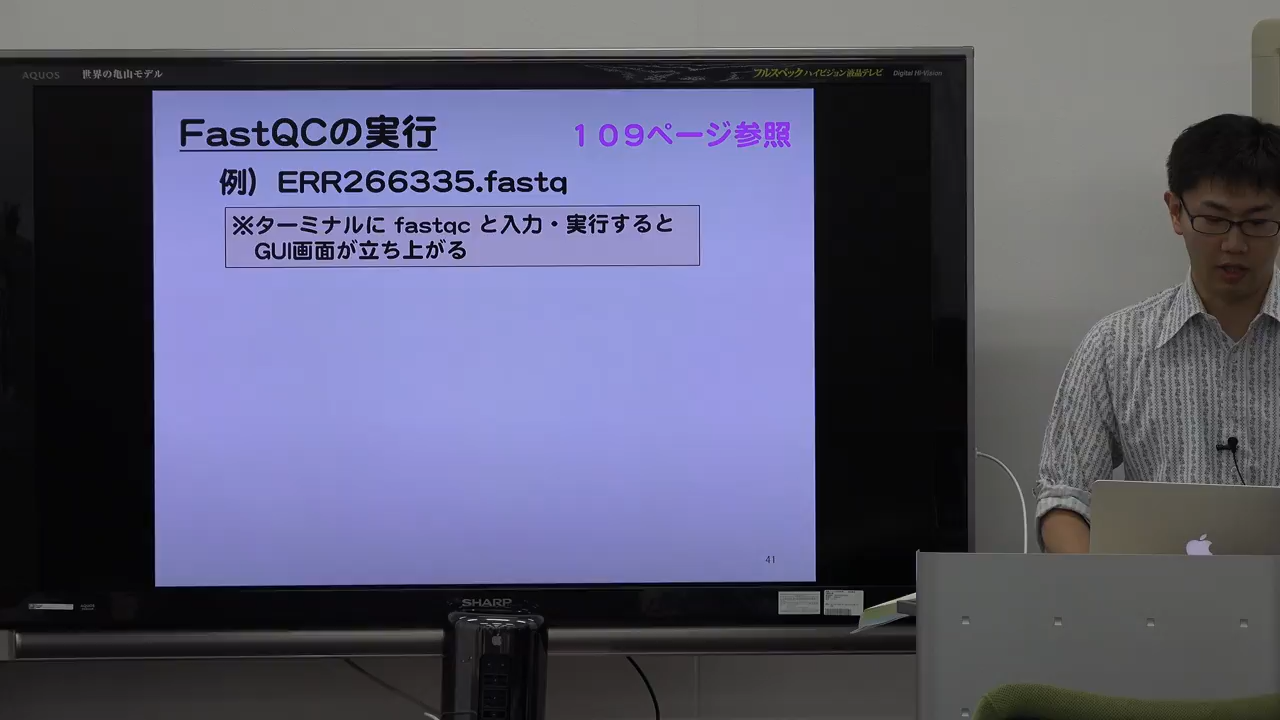 AQUOS 世界の亀山モデル
フルスペックハイビジョン液晶テレビ Digital Hi-Vision
FastQCの実行
109ページ参照
例）ERR266335.fastq
※ターミナルに fastqc と入力・実行すると
GUI画面が立ち上がる
41
SHARP